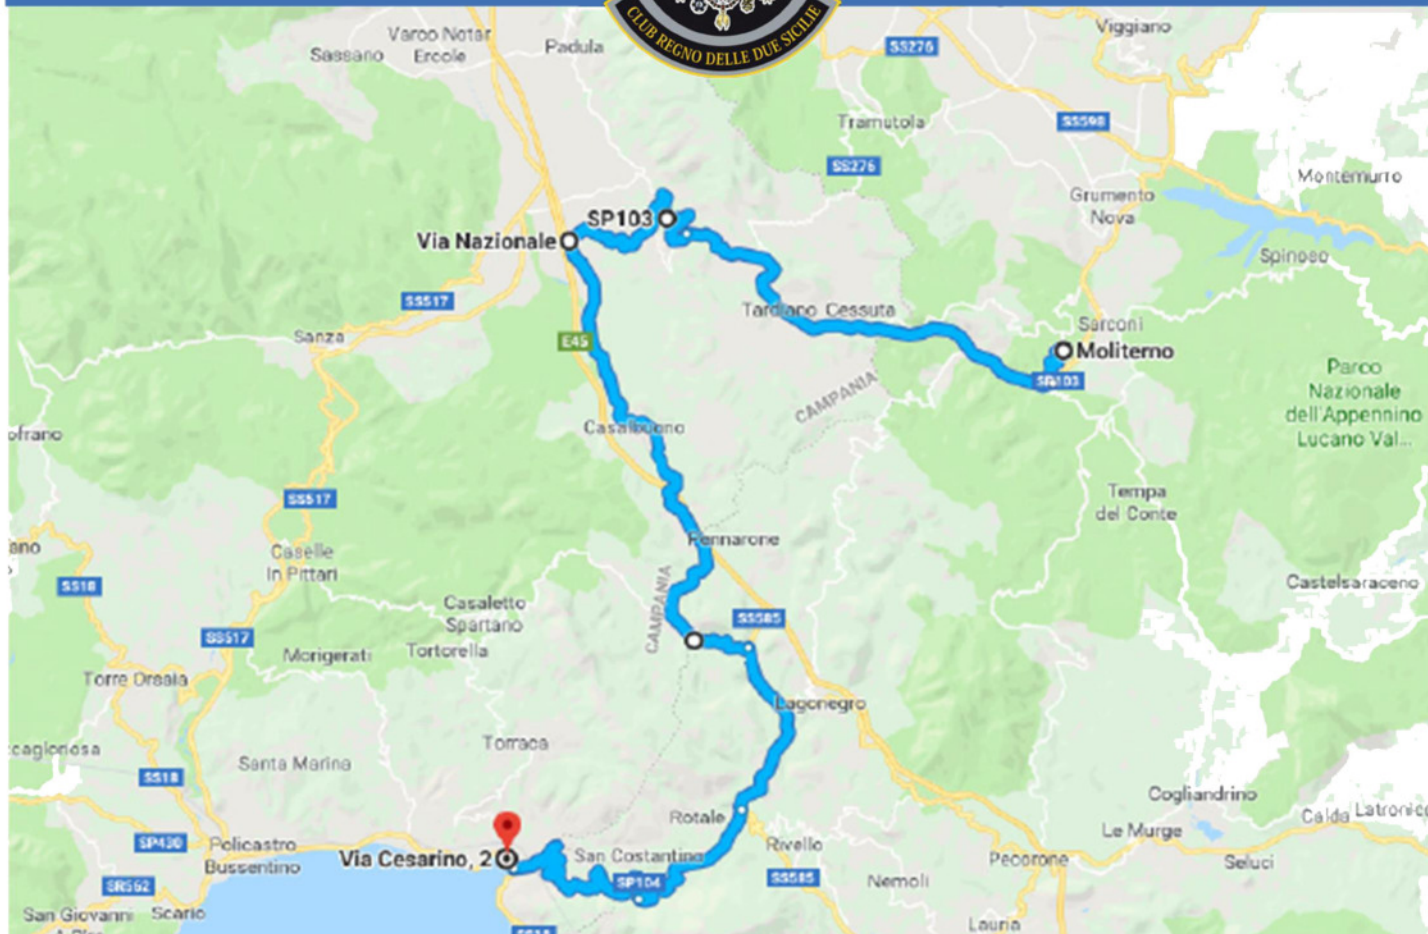 CLUB REGNO DELLE DUE SICILIE
Varco Notar
Ercole
Padula
Sassano
Viggiano
SS276
Tramutola
SS598
SS276
Montemurro
Grumento
Nova
SP103
Via Nazionale
Spinoso
SS517
Tardiano Cessuta
Sarconi
Sanza
E45
Moliterno
Parco
Nazionale
dell'Appennino
Lucano Val...
SP103
CAMPANIA
Casalbuono
ofrano
SS517
Tempa
del Conte
Pennarone
ano
Caselle
In Pittari
SS18
Castelsaraceno
Casaletto
Spartano
CAMPANIA
SS585
SS517
Morigerati
Tortorella
Torre Orsaia
Lagonegro
Torraca
Santa Marina
SS18
Cogliandrino
Calda
Latronico
Rotale
Le Murge
SP430
Policastro
Bussentino
Via Cesarino, 2
San Costantino
Rivello
Pecorone
Seluci
SR562
SP104
SS585
Nemoli
San Giovanni
Scario
Lauria